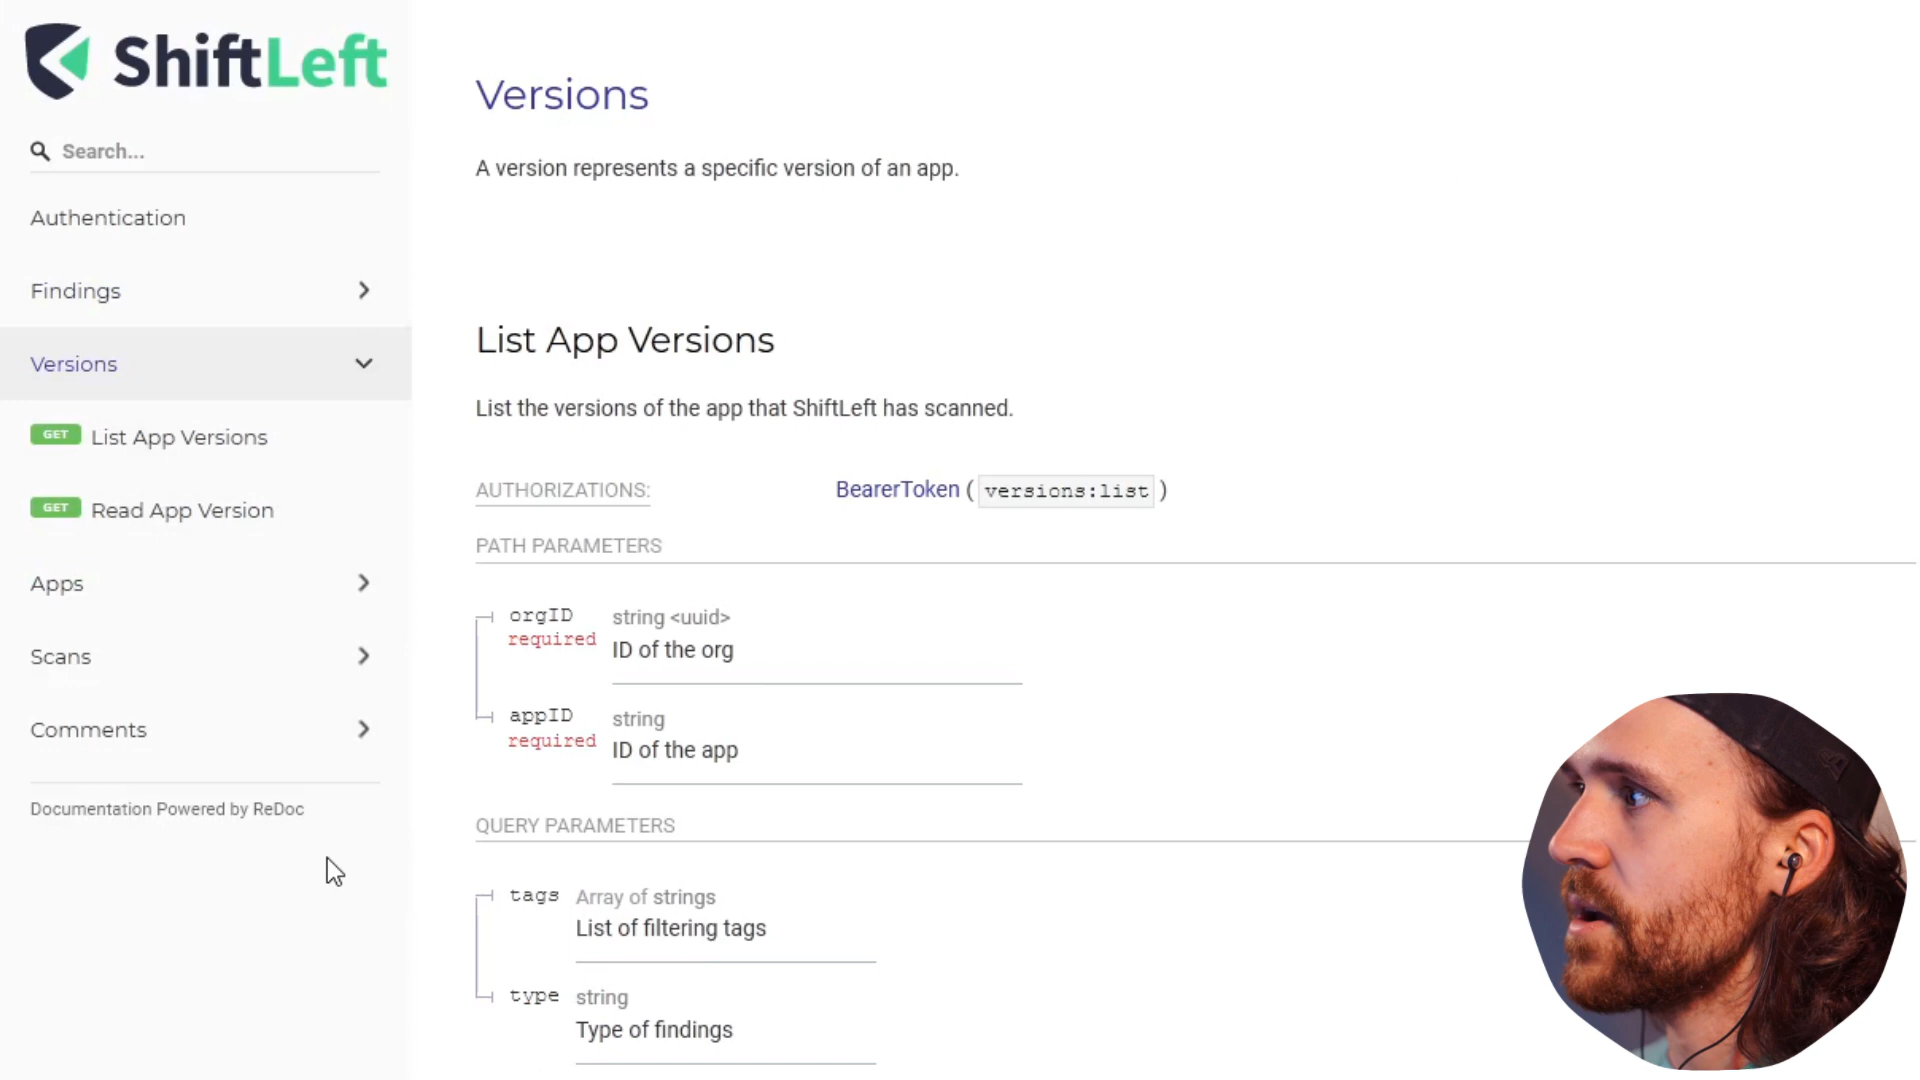 ShiftLeft
Search...
Authentication
Findings
Versions
GET List App Versions
GET Read App Version
Apps
Scans
Comments
Documentation Powered by ReDoc
Versions
A version represents a specific version of an app.
List App Versions
List the versions of the app that ShiftLeft has scanned.
AUTHORIZATIONS: BearerToken ( versions:list )
PATH PARAMETERS
orgID string <uuid>
required ID of the org
appID string
required ID of the app
QUERY PARAMETERS
tags Array of strings
List of filtering tags
type string
Type of findings